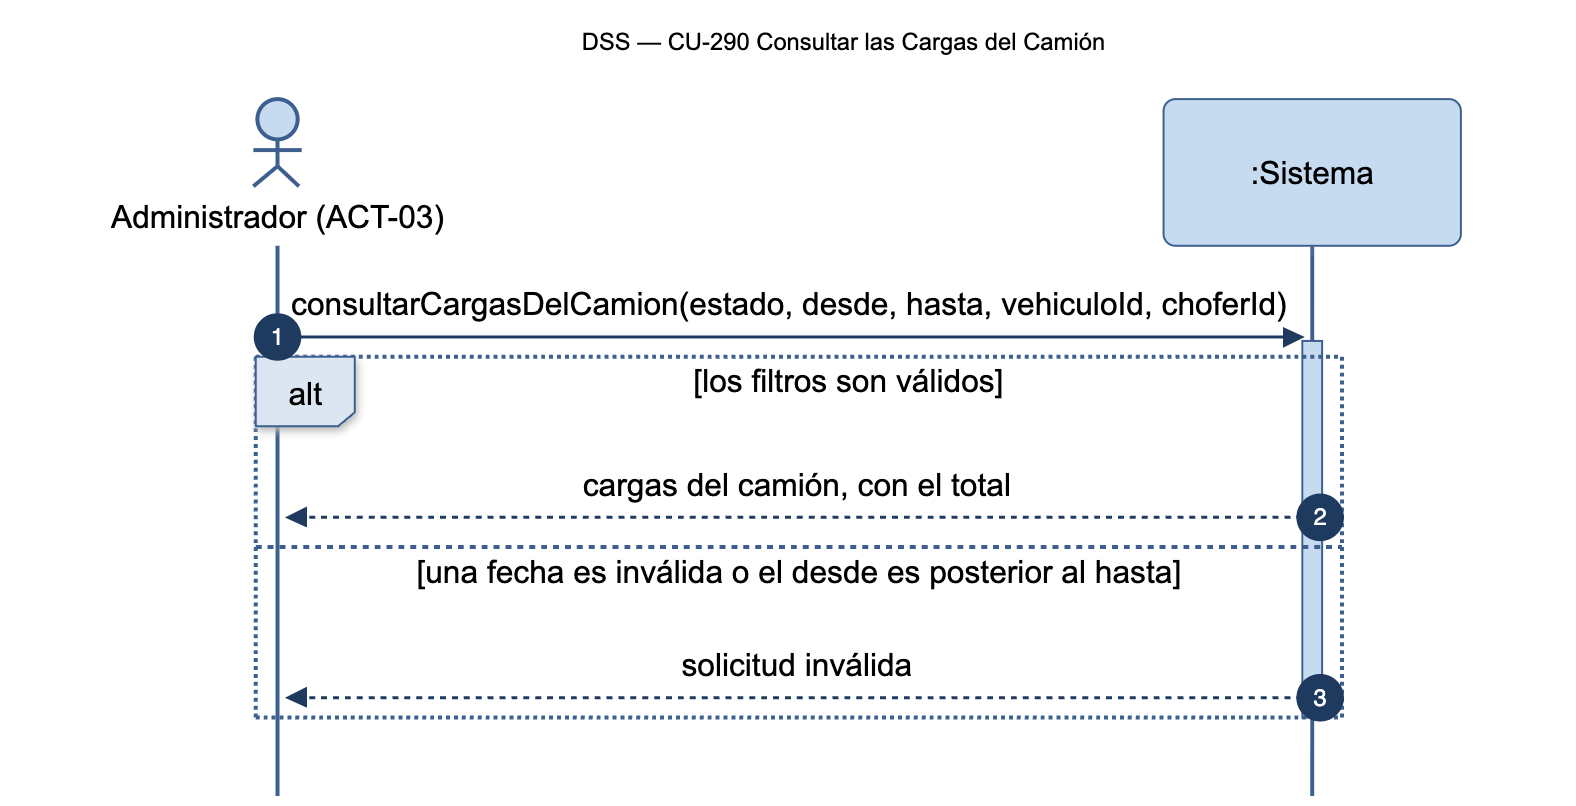 DSS — CU-290 Consultar las Cargas del Camión
Administrador (ACT-03)
:Sistema
consultarCargasDelCamion(estado, desde, hasta, vehiculoId, choferId)
1
alt
[los filtros son válidos]
cargas del camión, con el total
2
[una fecha es inválida o el desde es posterior al hasta]
solicitud inválida
3